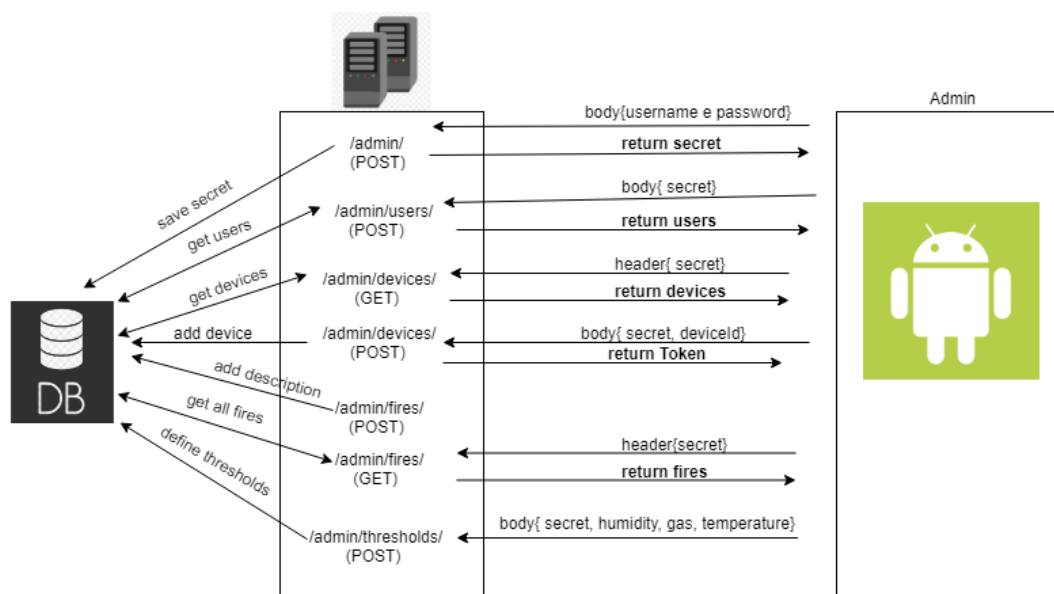 Admin
body{username e password}
/admin/
(POST)
return secret
save secret
body{ secret}
/admin/users/
(POST)
return users
get users
header{ secret}
/admin/devices/
(GET)
return devices
get devices
body{ secret, deviceId}
/admin/devices/
(POST)
return Token
add device
add description
/admin/fires/
(POST)
get all fires
header{secret}
/admin/fires/
(GET)
return fires
define thresholds
body{ secret, humidity, gas, temperature}
/admin/thresholds/
(POST)
DB